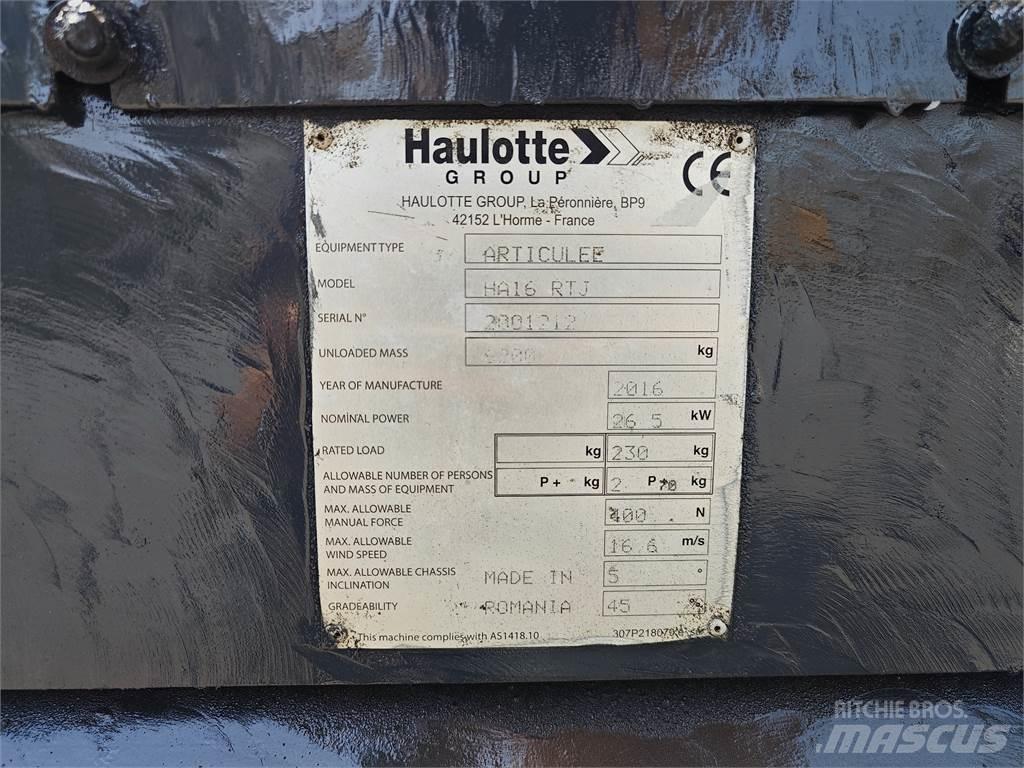 Haulotte
GROUP
CE
HAULOTTE GROUP, La Péronnière, BP9
42152 L'Horme - France
EQUIPMENT TYPE ARTICULEE
MODEL HA16 RTJ
SERIAL N° 2001212
UNLOADED MASS kg
YEAR OF MANUFACTURE 2016
NOMINAL POWER 26.5 kW
RATED LOAD kg 230 kg
ALLOWABLE NUMBER OF PERSONS
AND MASS OF EQUIPMENT P + kg 2 P + 70 kg
MAX. ALLOWABLE
MANUAL FORCE 400 N
MAX. ALLOWABLE
WIND SPEED 16.6 m/s
MAX. ALLOWABLE CHASSIS
INCLINATION MADE IN 5 °
GRADEABILITY ROMANIA 45 %
This machine complies with AS1418.10
RITCHIE BROS.
MASCUS